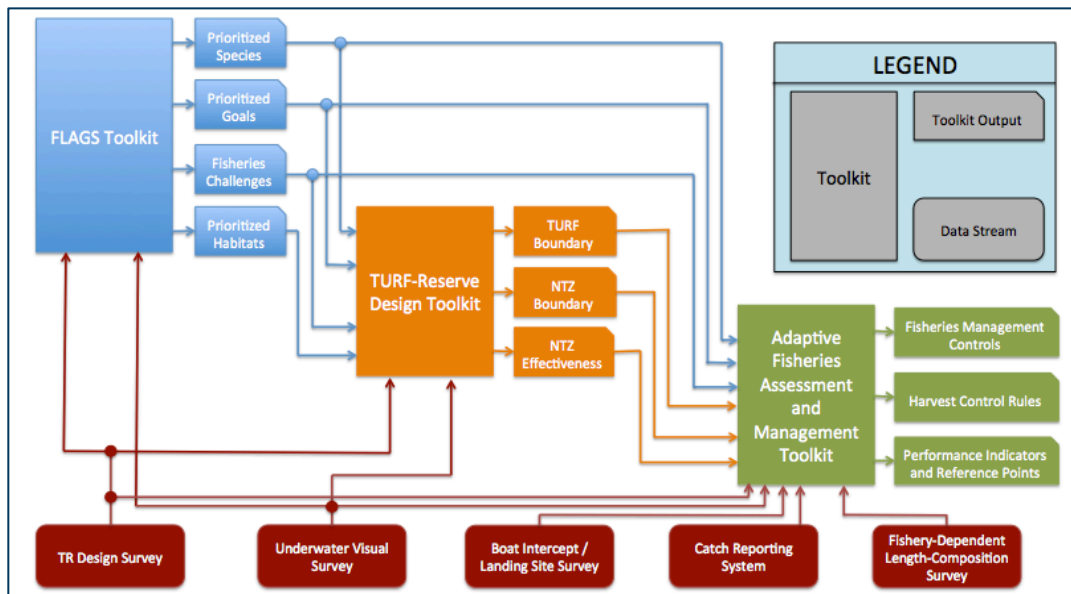 FLAGS Toolkit
Prioritized
Species
Prioritized
Goals
Fisheries
Challenges
Prioritized
Habitats
TURF-Reserve
Design Toolkit
TURF
Boundary
NTZ
Boundary
NTZ
Effectiveness
LEGEND
Toolkit
Toolkit Output
Data Stream
Adaptive
Fisheries
Assessment
and
Management
Toolkit
Fisheries Management
Controls
Harvest Control Rules
Performance Indicators
and Reference Points
TR Design Survey
Underwater Visual
Survey
Boat Intercept /
Landing Site Survey
Catch Reporting
System
Fishery-Dependent
Length-Composition
Survey